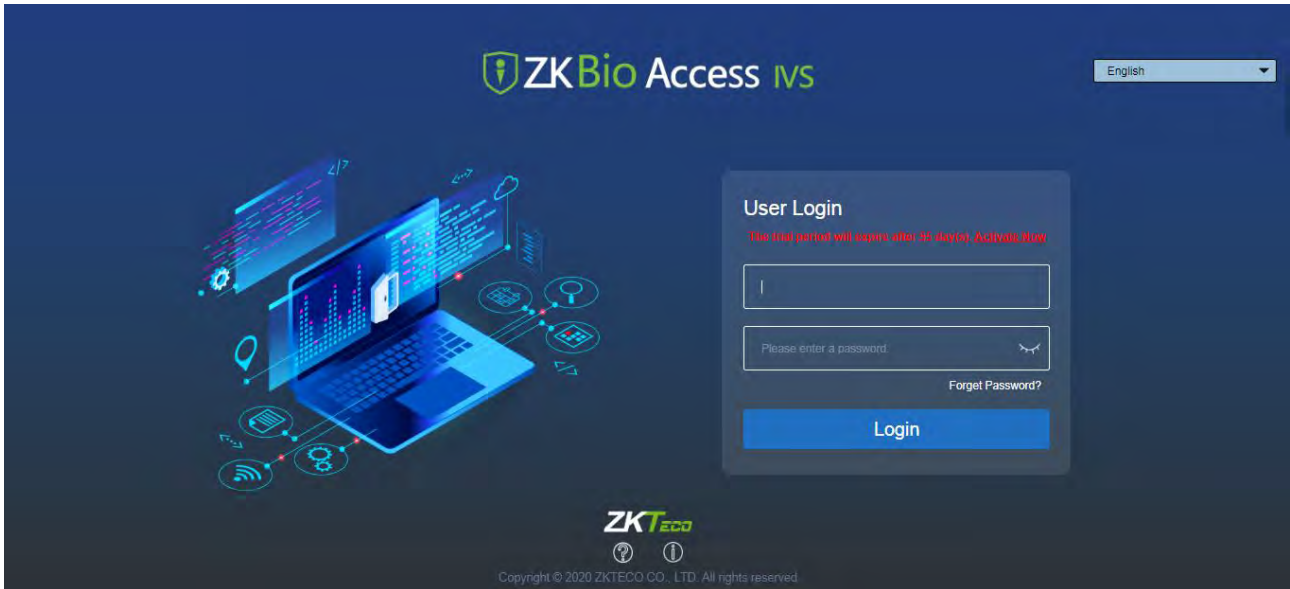 ZKBio Access IVS
English
User Login
The trial period will expire after day(s). Activate Now
Please enter a password
Forget Password?
Login
ZKTECO
Copyright © 2020 ZKTECO CO., LTD. All rights reserved